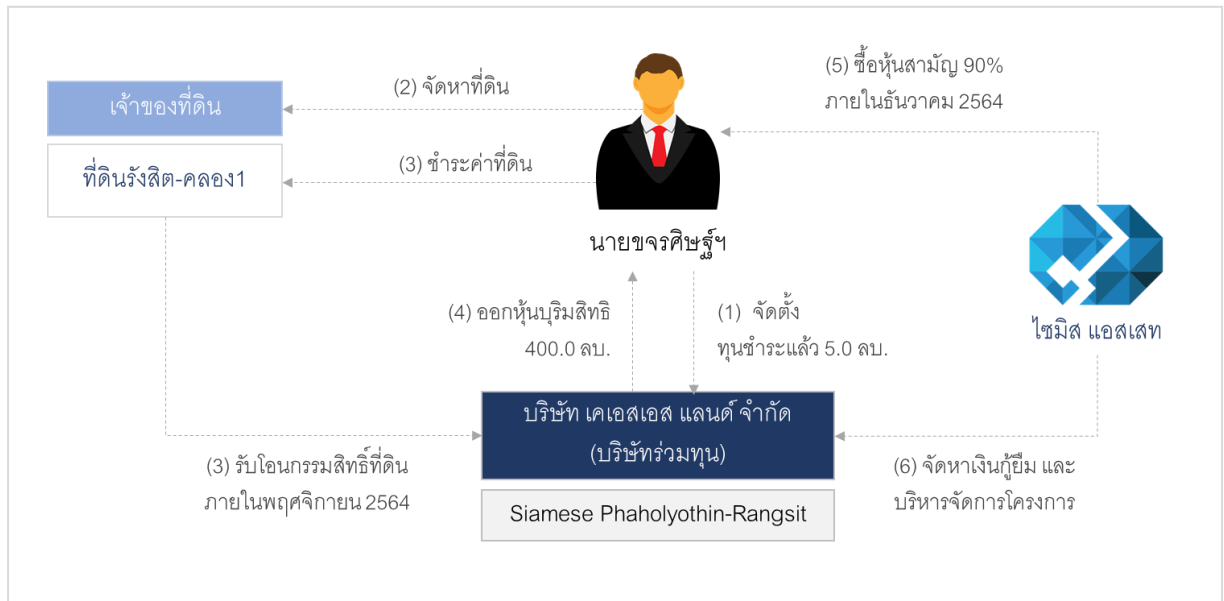 (5) ซื้อหุ้นสามัญ 90%
ภายในธันวาคม 2564
(2) จัดหาที่ดิน
เจ้าของที่ดิน
(3) ชำระค่าที่ดิน
ที่ดินรังสิต-คลอง1
นายขจรศิษฐ์ฯ
(4) ออกหุ้นบุริมสิทธิ
400.0 ลบ.
(1) จัดตั้ง
ทุนชำระแล้ว 5.0 ลบ.
ไซมิส แอสเสท
บริษัท เคเอสเอส แลนด์ จำกัด
(บริษัทร่วมทุน)
(3) รับโอนกรรมสิทธิ์ที่ดิน
ภายในพฤศจิกายน 2564
(6) จัดหาเงินกู้ยืม และ
บริหารจัดการโครงการ
Siamese Phaholyothin-Rangsit